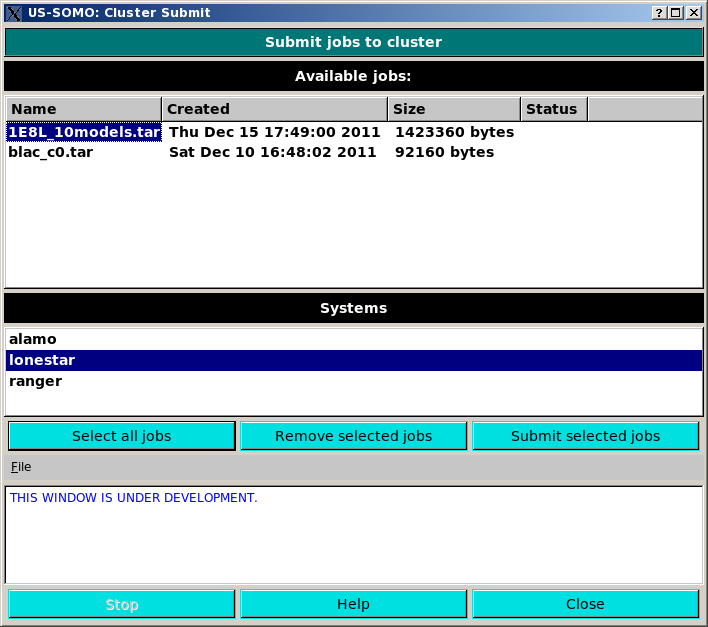 US-SOMO: Cluster Submit
Submit jobs to cluster
Available jobs:
Name Created Size Status
1E8L_10models.tar Thu Dec 15 17:49:00 2011 1423360 bytes
blac_c0.tar Sat Dec 10 16:48:02 2011 92160 bytes
Systems
alamo
lonestar
ranger
Select all jobs Remove selected jobs Submit selected jobs
File
THIS WINDOW IS UNDER DEVELOPMENT.
Stop Help Close